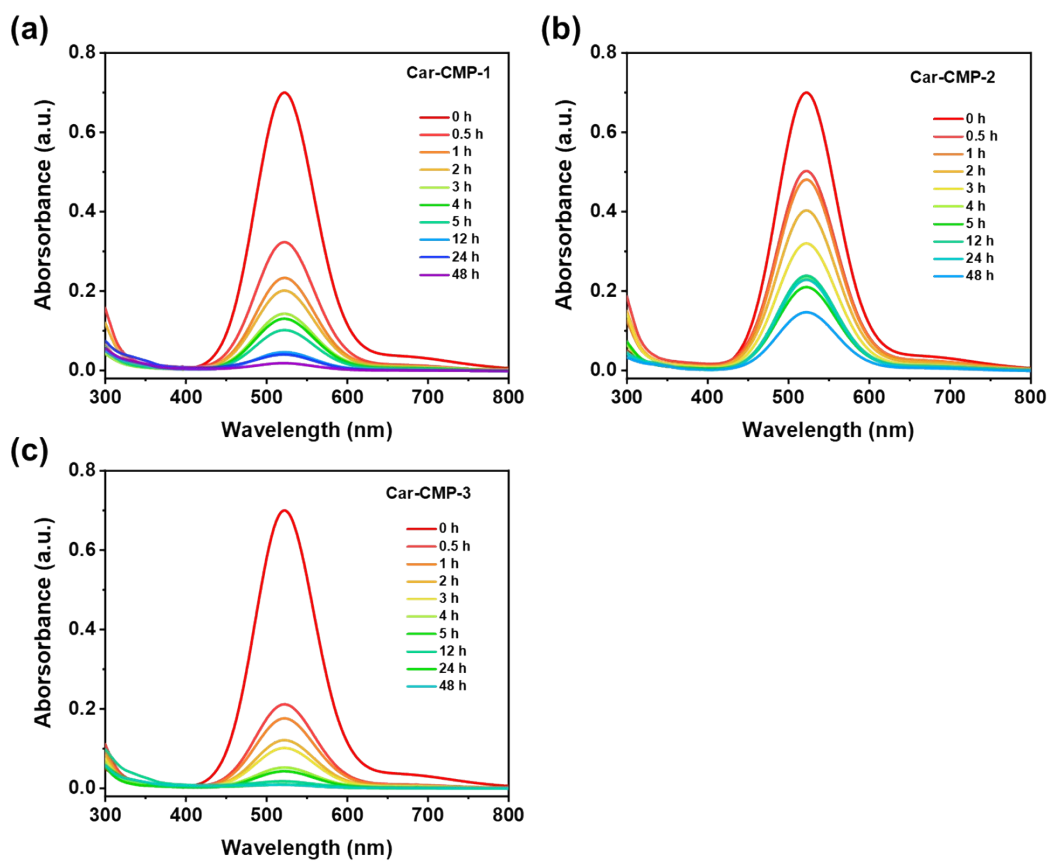 (a)
0.8
0.6
0.4
0.2
0.0
Aborsorbance (a.u.)
Car-CMP-1
0 h
0.5 h
1 h
2 h
3 h
4 h
5 h
12 h
24 h
48 h
300 400 500 600 700 800
Wavelength (nm)
(b)
0.8
0.6
0.4
0.2
0.0
Aborsorbance (a.u.)
Car-CMP-2
0 h
0.5 h
1 h
2 h
3 h
4 h
5 h
12 h
24 h
48 h
300 400 500 600 700 800
Wavelength (nm)
(c)
0.8
0.6
0.4
0.2
0.0
Aborsorbance (a.u.)
Car-CMP-3
0 h
0.5 h
1 h
2 h
3 h
4 h
5 h
12 h
24 h
48 h
300 400 500 600 700 800
Wavelength (nm)